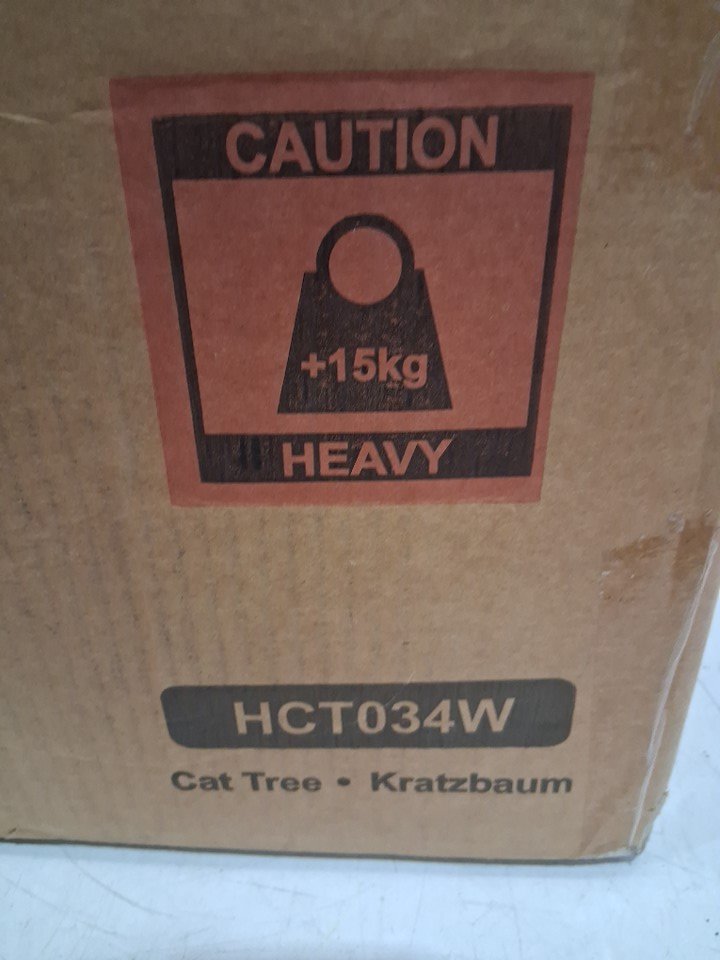 CAUTION
+15kg
HEAVY
HCT034W
Cat Tree • Kratzbaum